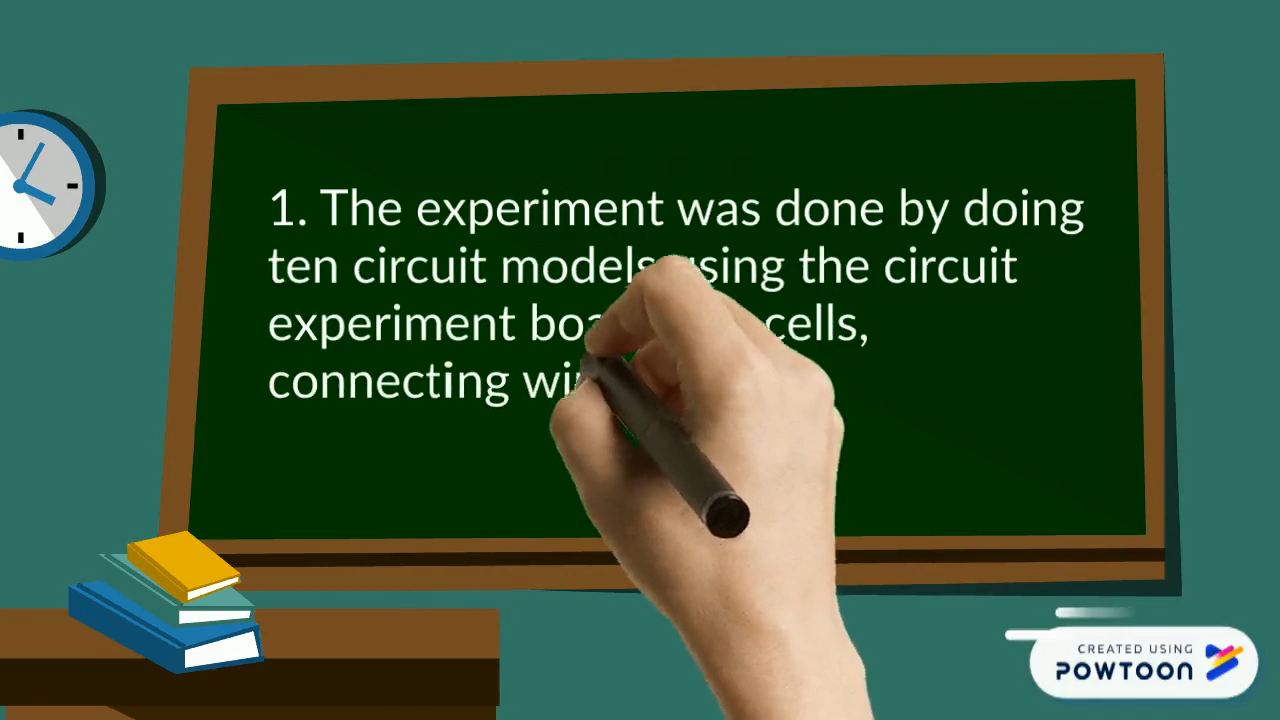 1. The experiment was done by doing
ten circuit models using the circuit
experiment cells,
connecting
CREATED USING
POWTOON